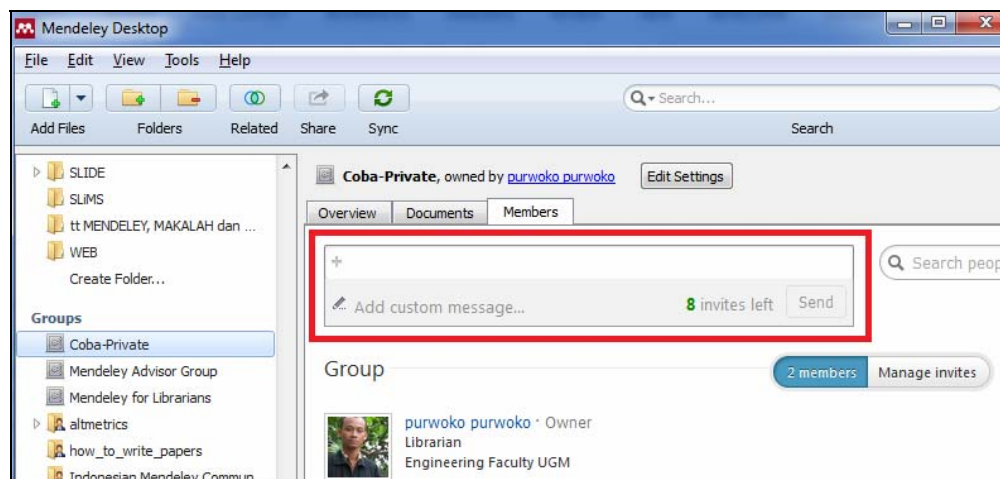 Mendeley Desktop
File Edit View Tools Help
Search...
Add Files Folders Related Share Sync Search
SLIDE
SLiMS
tt MENDELEY, MAKALAH dan ...
WEB
Create Folder...
Groups
Coba-Private
Mendeley Advisor Group
Mendeley for Librarians
altmetrics
how_to_write_papers
Indonesian Mendeley Commun
Coba-Private, owned by purwoko purwoko Edit Settings
Overview Documents Members
Search peop
Add custom message... 8 invites left Send
Group 2 members Manage invites
purwoko purwoko · Owner
Librarian
Engineering Faculty UGM